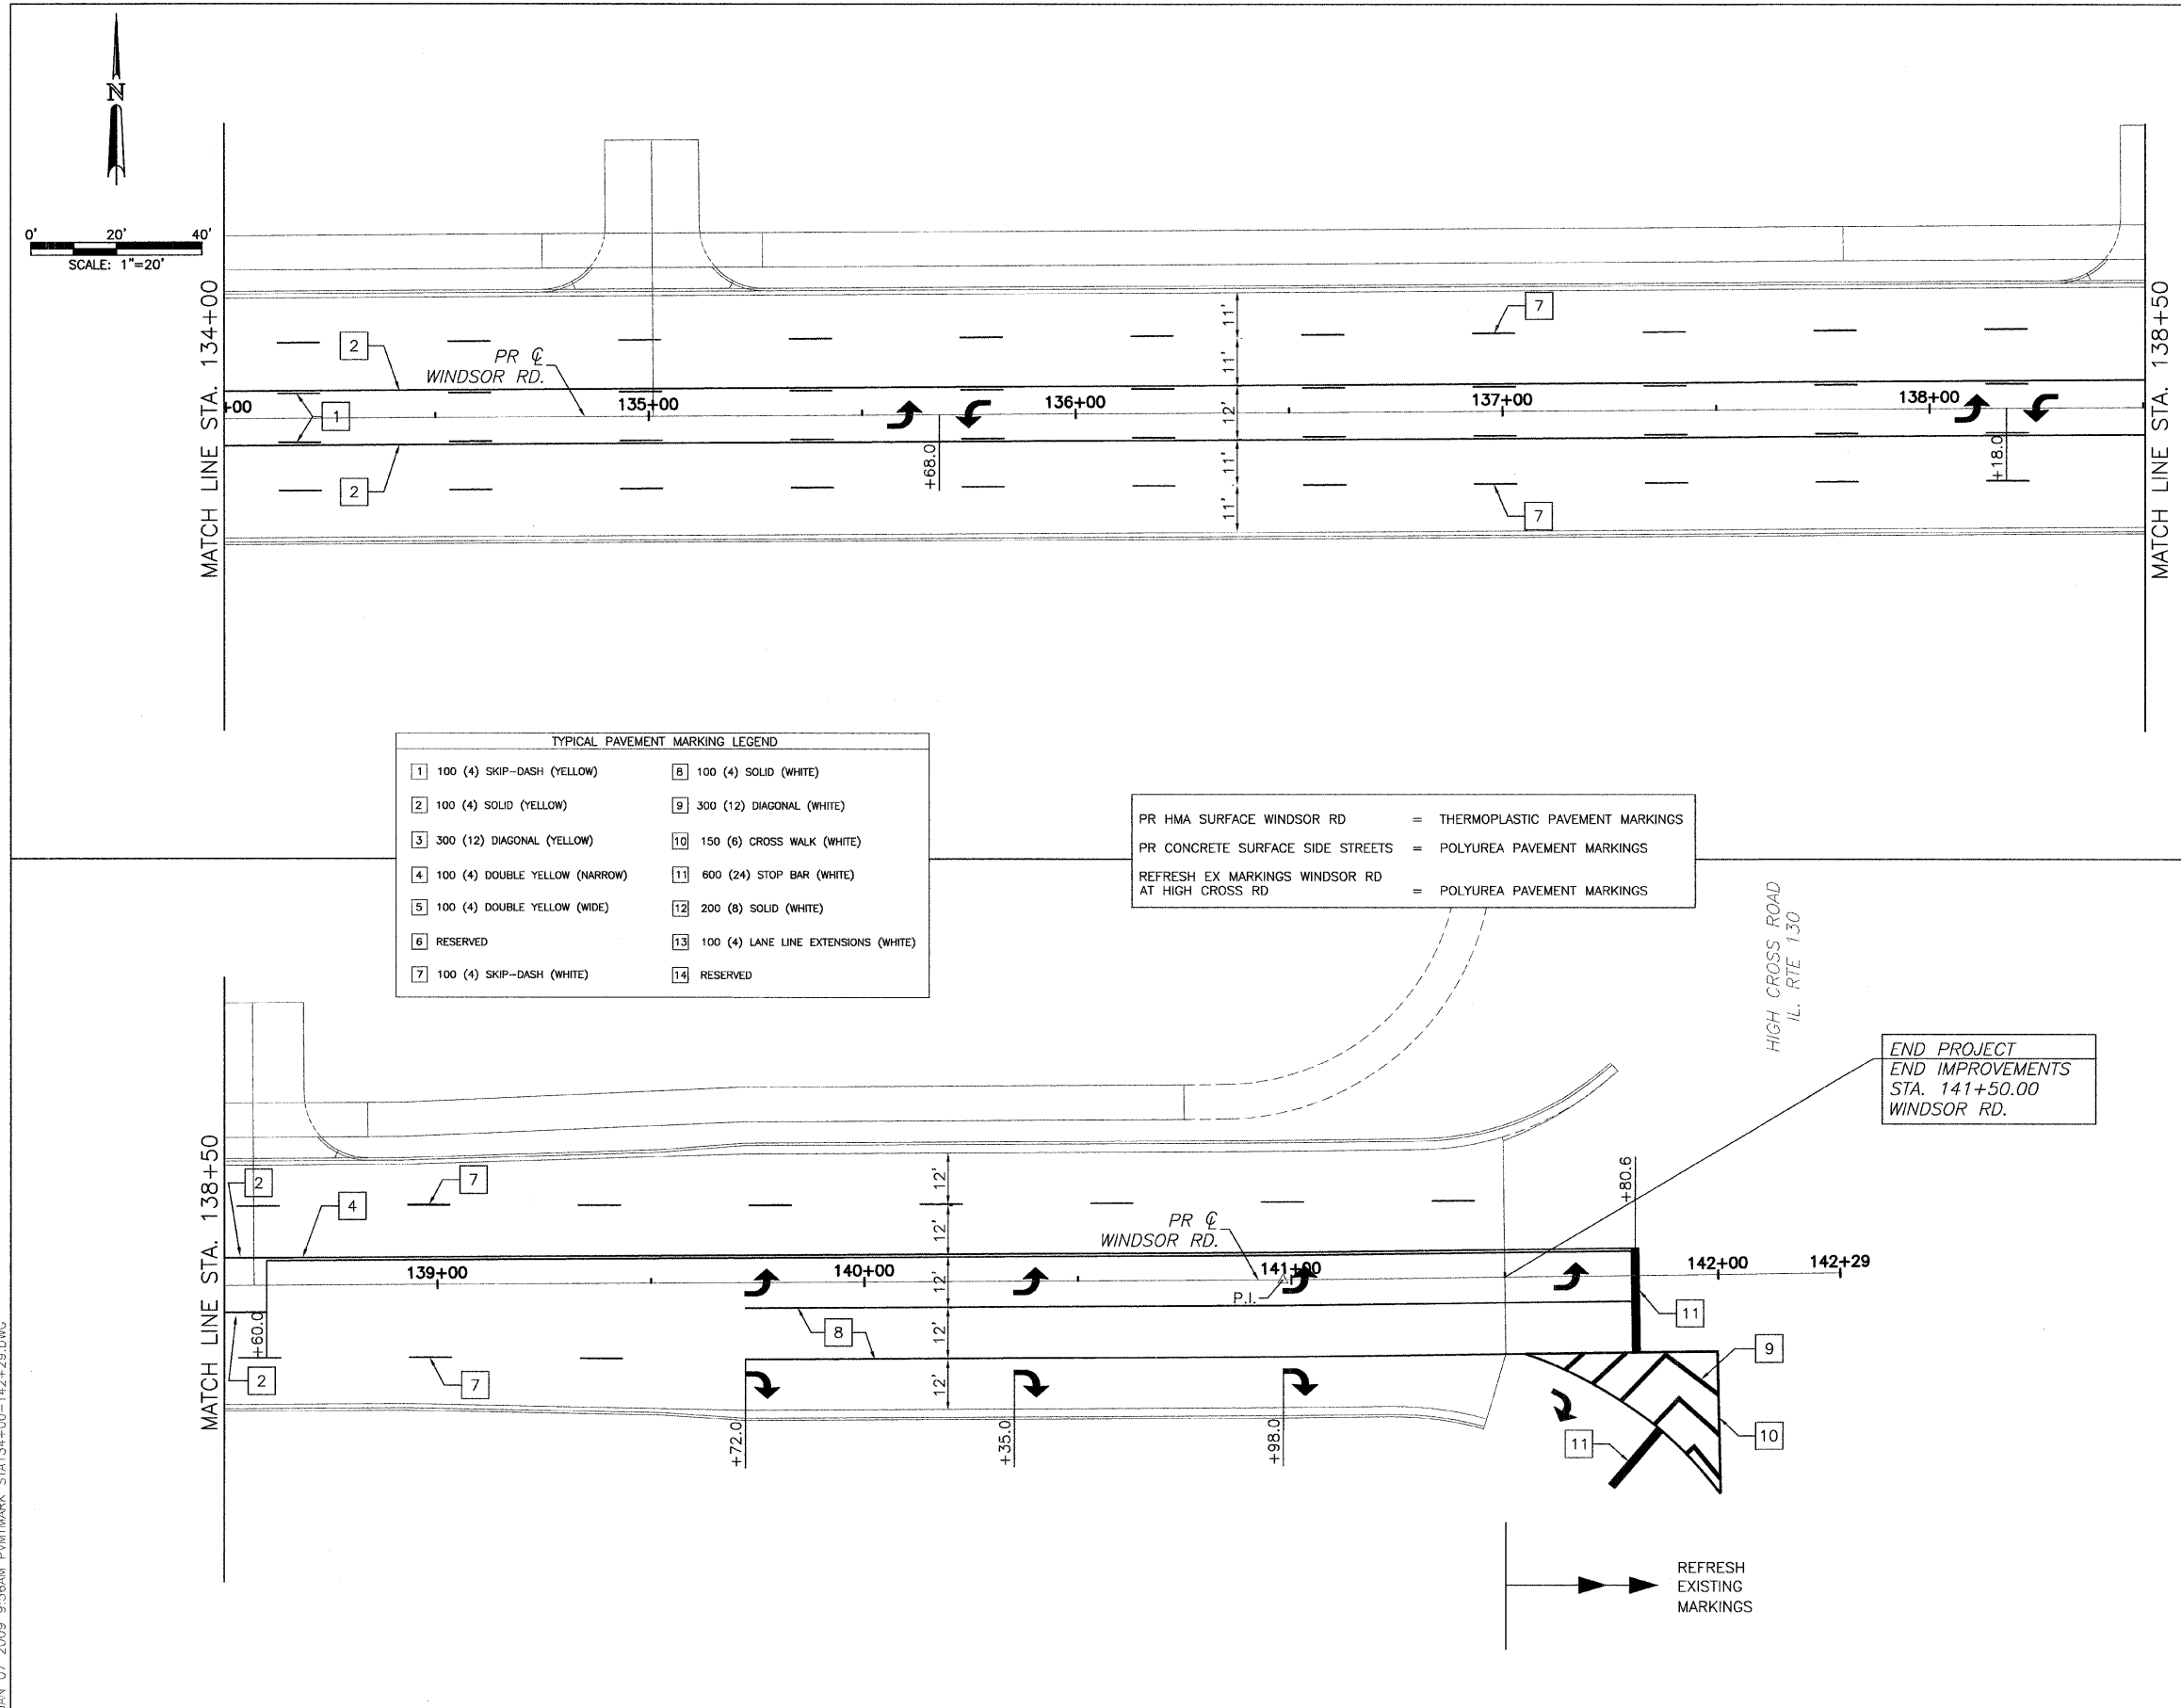 N
0' 20' 40'
SCALE: 1"=20'
MATCH LINE STA. 134+00
MATCH LINE STA. 138+50
+00
2
1
2
PR ℄
WINDSOR RD.
135+00
136+00
137+00
138+00
+68.0
+18.0
11'
11'
12'
11'
11'
7
7
TYPICAL PAVEMENT MARKING LEGEND
1 100 (4) SKIP-DASH (YELLOW)
2 100 (4) SOLID (YELLOW)
3 300 (12) DIAGONAL (YELLOW)
4 100 (4) DOUBLE YELLOW (NARROW)
5 100 (4) DOUBLE YELLOW (WIDE)
6 RESERVED
7 100 (4) SKIP-DASH (WHITE)
8 100 (4) SOLID (WHITE)
9 300 (12) DIAGONAL (WHITE)
10 150 (6) CROSS WALK (WHITE)
11 600 (24) STOP BAR (WHITE)
12 200 (8) SOLID (WHITE)
13 100 (4) LANE LINE EXTENSIONS (WHITE)
14 RESERVED
PR HMA SURFACE WINDSOR RD = THERMOPLASTIC PAVEMENT MARKINGS
PR CONCRETE SURFACE SIDE STREETS = POLYUREA PAVEMENT MARKINGS
REFRESH EX MARKINGS WINDSOR RD
AT HIGH CROSS RD = POLYUREA PAVEMENT MARKINGS
HIGH CROSS ROAD
IL. RTE 130
END PROJECT
END IMPROVEMENTS
STA. 141+50.00
WINDSOR RD.
MATCH LINE STA. 138+50
2
4
7
12'
12'
12'
12'
12'
PR ℄
WINDSOR RD.
+80.6
139+00
140+00
141+00
142+00
142+29
P.I.
+60.0
8
2
7
11
9
10
11
+72.0
+35.0
+98.0
REFRESH
EXISTING
MARKINGS